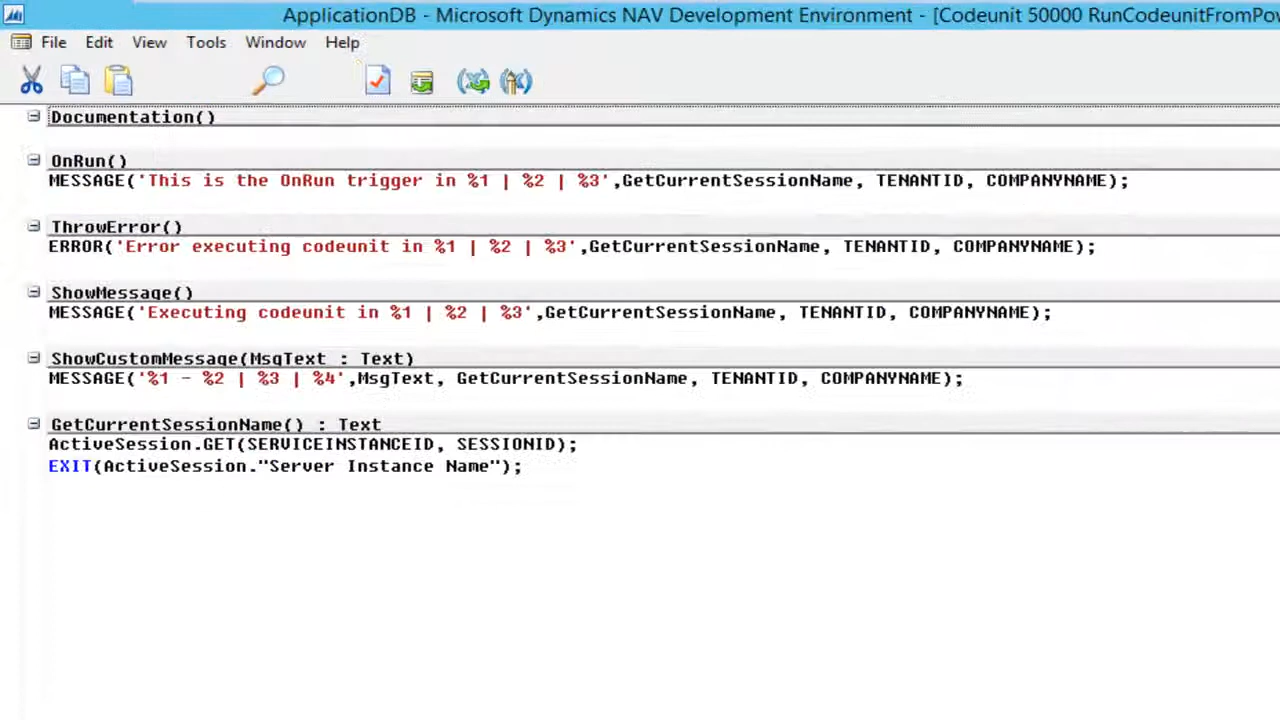 ApplicationDB - Microsoft Dynamics NAV Development Environment - [Codeunit 50000 RunCodeunitFromPow
File Edit View Tools Window Help
Documentation()
OnRun()
MESSAGE('This is the OnRun trigger in %1 | %2 | %3',GetCurrentSessionName, TENANTID, COMPANYNAME);
ThrowError()
ERROR('Error executing codeunit in %1 | %2 | %3',GetCurrentSessionName, TENANTID, COMPANYNAME);
ShowMessage()
MESSAGE('Executing codeunit in %1 | %2 | %3',GetCurrentSessionName, TENANTID, COMPANYNAME);
ShowCustomMessage(MsgText : Text)
MESSAGE('%1 - %2 | %3 | %4',MsgText, GetCurrentSessionName, TENANTID, COMPANYNAME);
GetCurrentSessionName() : Text
ActiveSession.GET(SERVICEINSTANCEID, SESSIONID);
EXIT(ActiveSession."Server Instance Name");